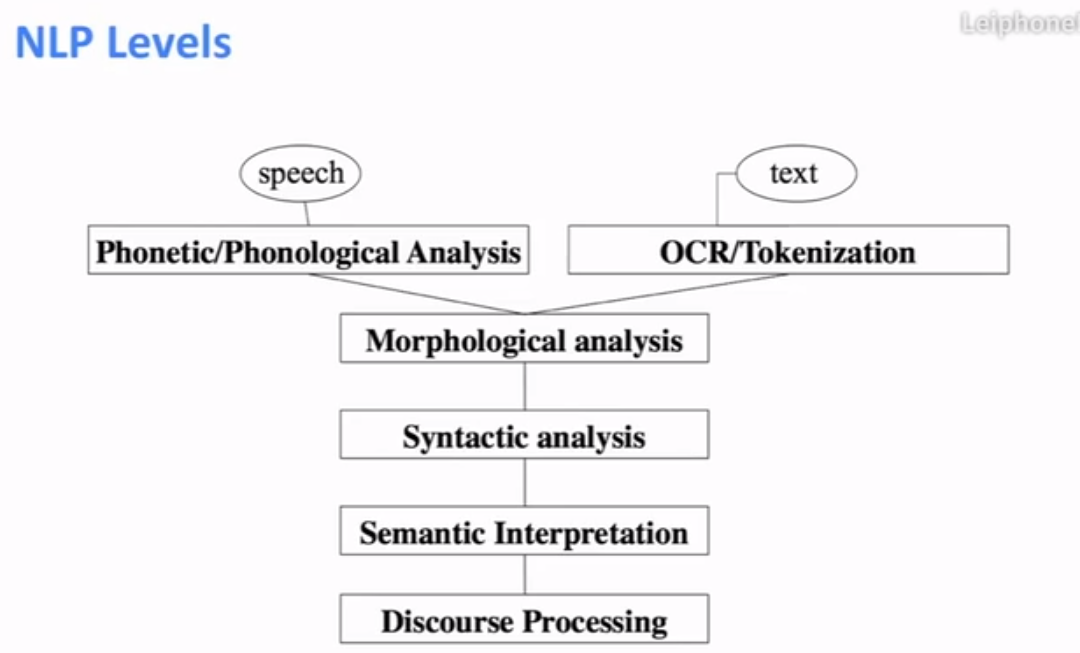 NLP Levels
Leiphone
speech
text
Phonetic/Phonological Analysis
OCR/Tokenization
Morphological analysis
Syntactic analysis
Semantic Interpretation
Discourse Processing